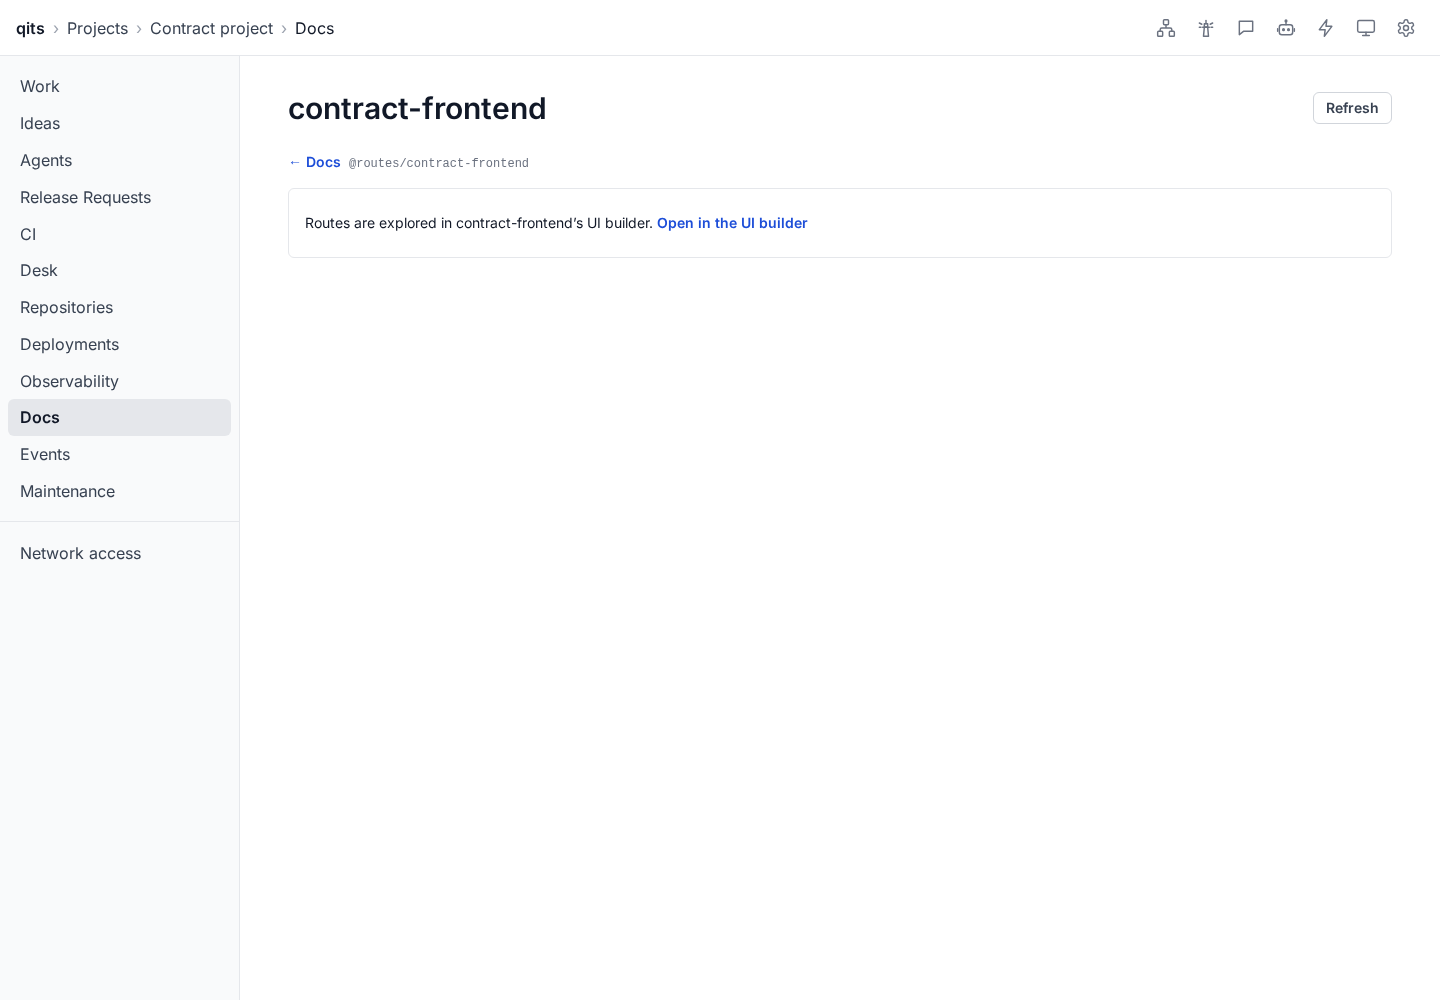 qits › Projects › Contract project › Docs
Work
Ideas
Agents
Release Requests
CI
Desk
Repositories
Deployments
Observability
Docs
Events
Maintenance
Network access
contract-frontend
Refresh
← Docs @routes/contract-frontend
Routes are explored in contract-frontend’s UI builder. Open in the UI builder